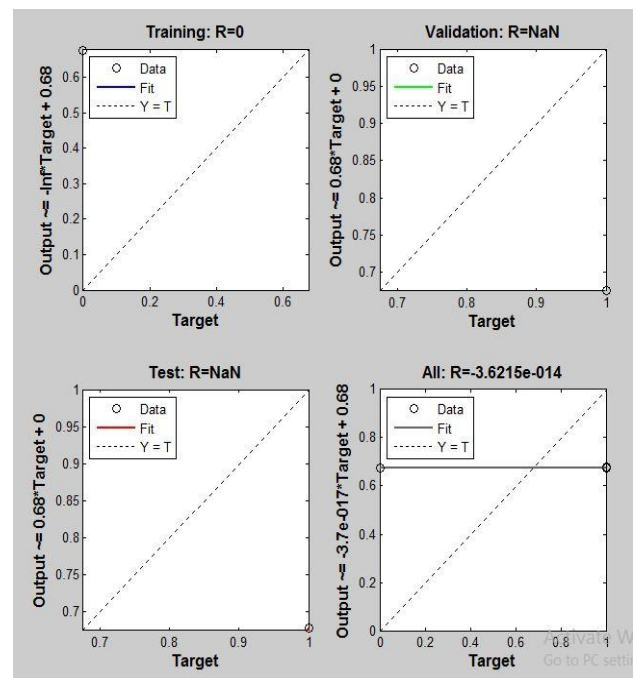 Training: R=0
Data
Fit
Y = T
Output ~= -Inf*Target + 0.68
0.6
0.5
0.4
0.3
0.2
0.1
0
0 0.2 0.4 0.6
Target
Validation: R=NaN
Data
Fit
Y = T
Output ~= 0.68*Target + 0
1
0.95
0.9
0.85
0.8
0.75
0.7
0.7 0.8 0.9 1
Target
Test: R=NaN
Data
Fit
Y = T
Output ~= 0.68*Target + 0
1
0.95
0.9
0.85
0.8
0.75
0.7
0.7 0.8 0.9 1
Target
All: R=-3.6215e-014
Data
Fit
Y = T
Output ~= -3.7e-017*Target + 0.68
1
0.8
0.6
0.4
0.2
0
0 0.2 0.4 0.6 0.8 1
Target
Activate W
Go to PC setti